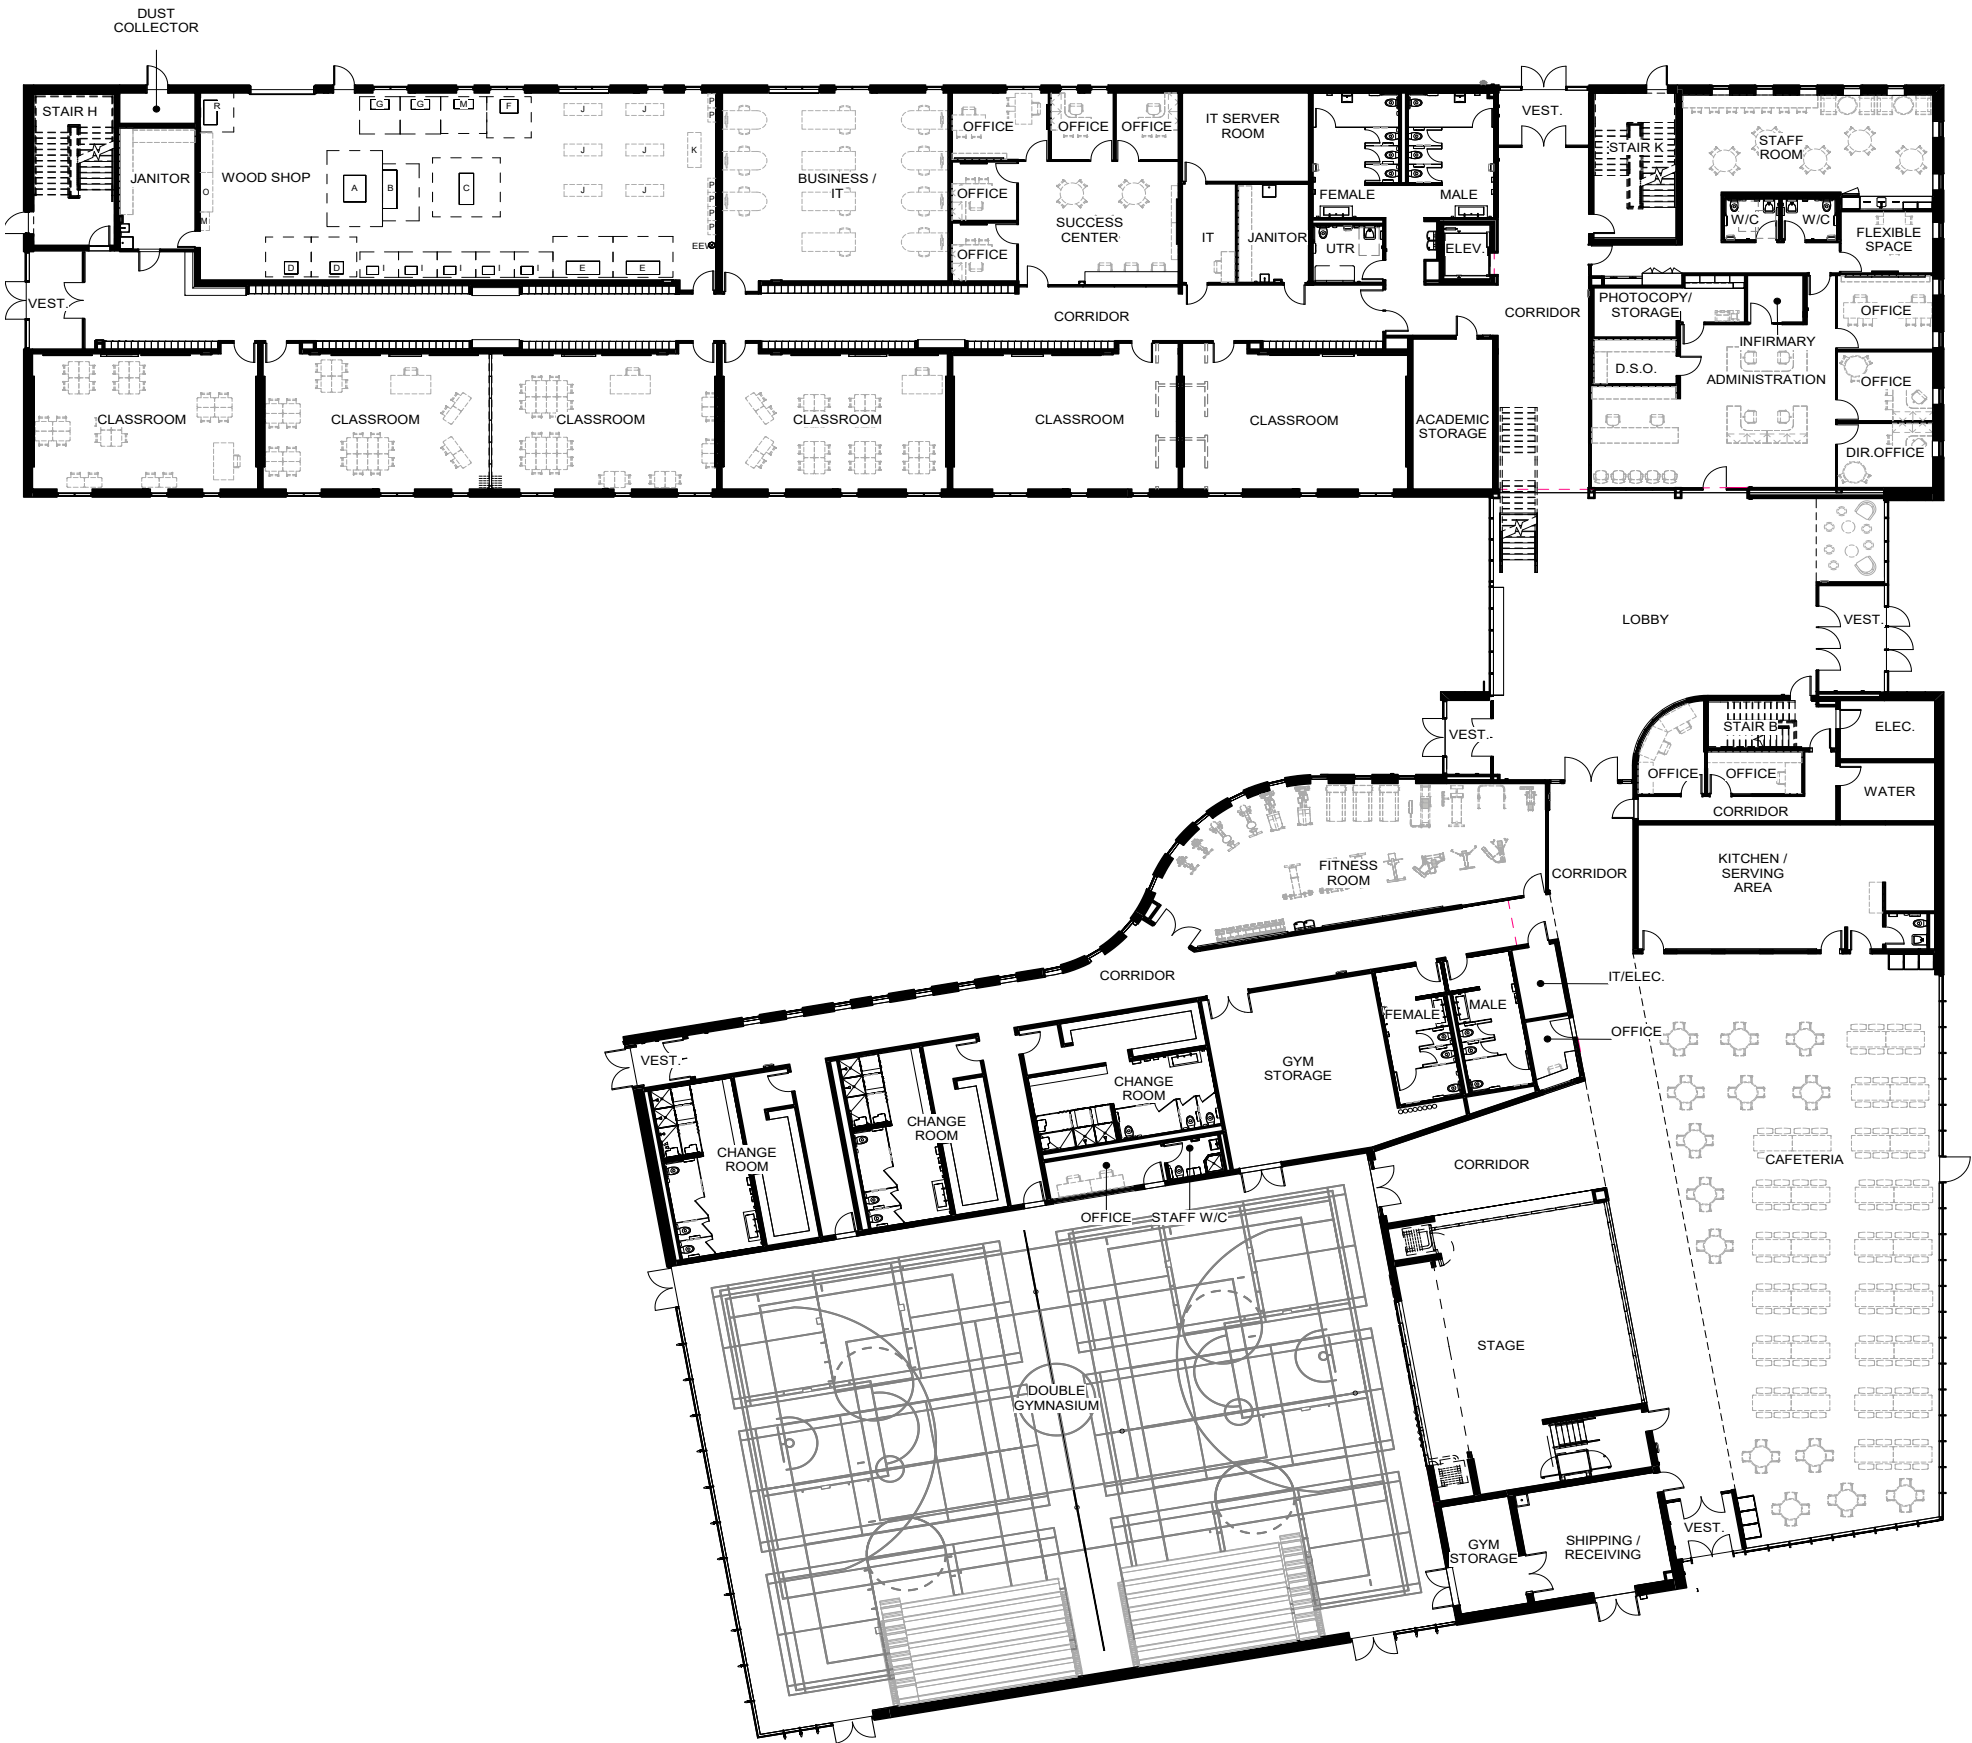 DUST
COLLECTOR
STAIR H
R
G
G
M
F
J
J
J
J
J
J
P
P
K
P
P
P
P
JANITOR
WOOD SHOP
O
M
A
B
C
D
D
E
E
EEW
BUSINESS /
IT
OFFICE
OFFICE
OFFICE
OFFICE
OFFICE
SUCCESS
CENTER
IT SERVER
ROOM
IT
JANITOR
FEMALE
MALE
UTR
ELEV.
VEST.
STAIR K
STAFF
ROOM
W/C
W/C
FLEXIBLE
SPACE
VEST.
CORRIDOR
CORRIDOR
PHOTOCOPY/
STORAGE
INFIRMARY
OFFICE
D.S.O.
ADMINISTRATION
OFFICE
DIR.OFFICE
CLASSROOM
CLASSROOM
CLASSROOM
CLASSROOM
CLASSROOM
CLASSROOM
ACADEMIC
STORAGE
LOBBY
VEST.
VEST.
STAIR B
ELEC.
OFFICE
OFFICE
WATER
CORRIDOR
FITNESS
ROOM
CORRIDOR
KITCHEN /
SERVING
AREA
CORRIDOR
IT/ELEC.
FEMALE
MALE
OFFICE
VEST.
GYM
STORAGE
CHANGE
ROOM
CHANGE
ROOM
CHANGE
ROOM
CORRIDOR
CAFETERIA
OFFICE
STAFF W/C
STAGE
DOUBLE
GYMNASIUM
VEST.
GYM
STORAGE
SHIPPING /
RECEIVING